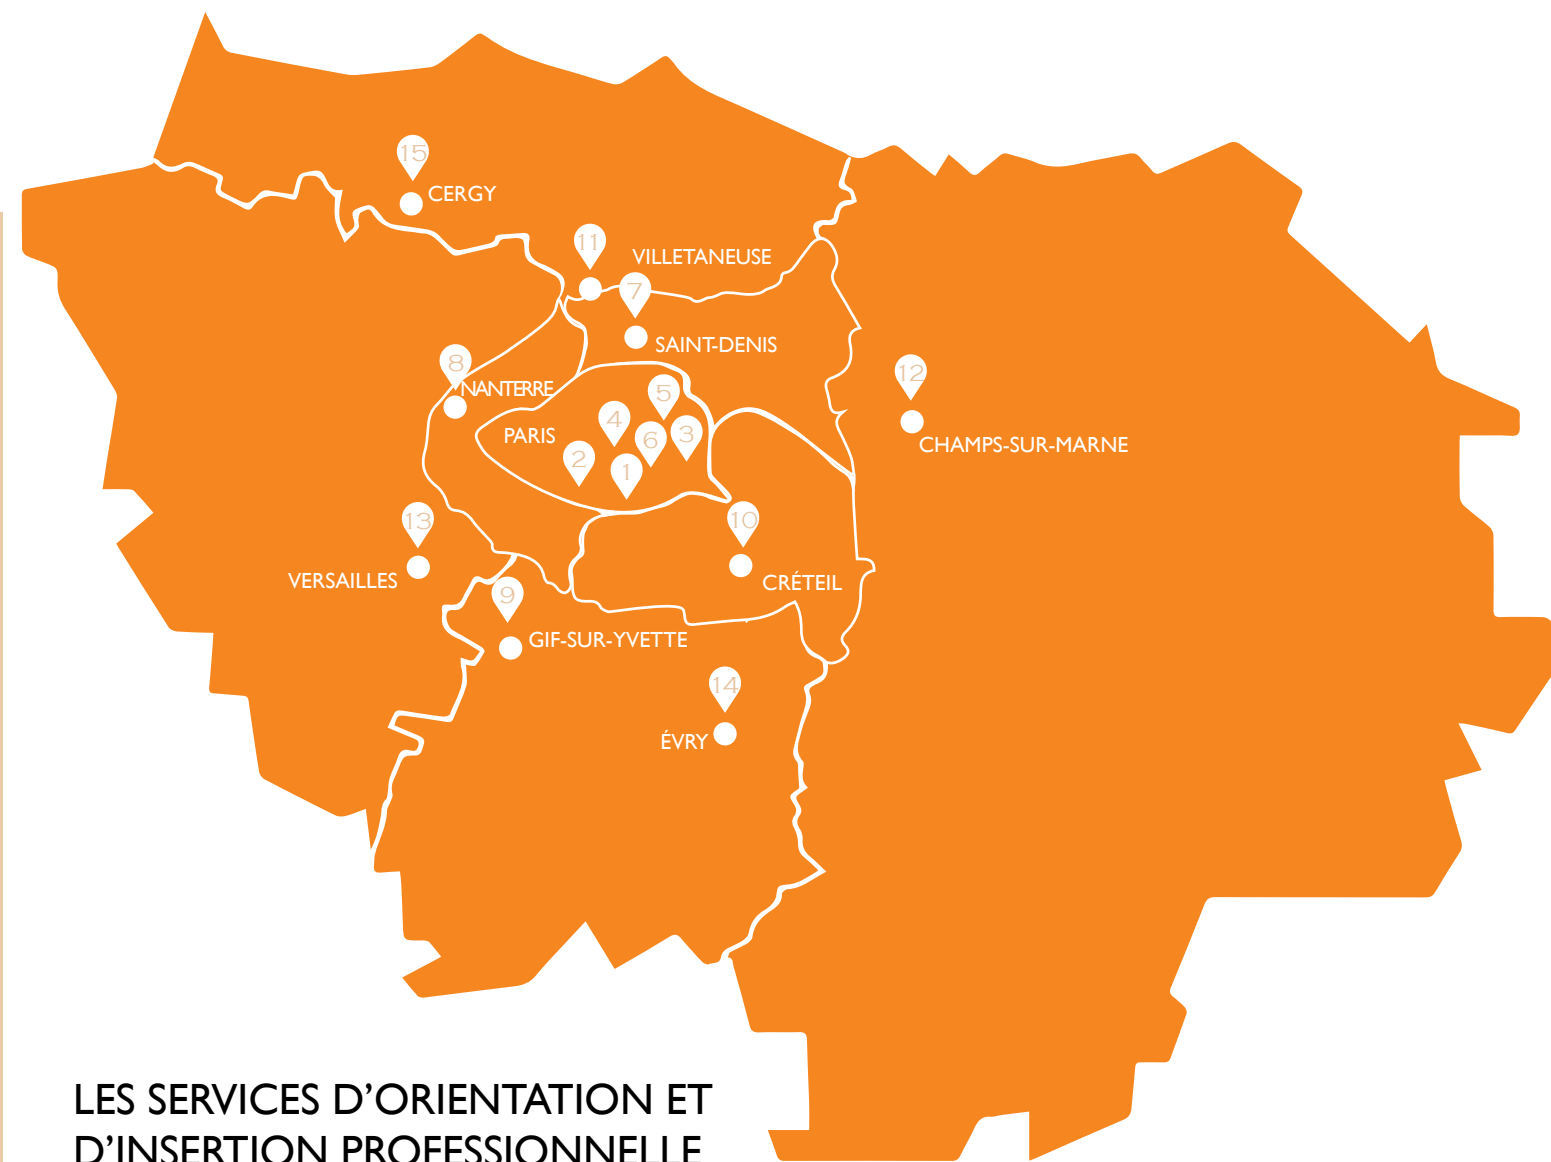 15
CERGY
11
VILLETANEUSE
7
SAINT-DENIS
8
NANTERRE
12
CHAMPS-SUR-MARNE
5
4
PARIS
6
3
2
1
13
VERSAILLES
10
CRÉTEIL
9
GIF-SUR-YVETTE
14
ÉVRY
LES SERVICES D’ORIENTATION ET
D’INSERTION PROFESSIONNELLE